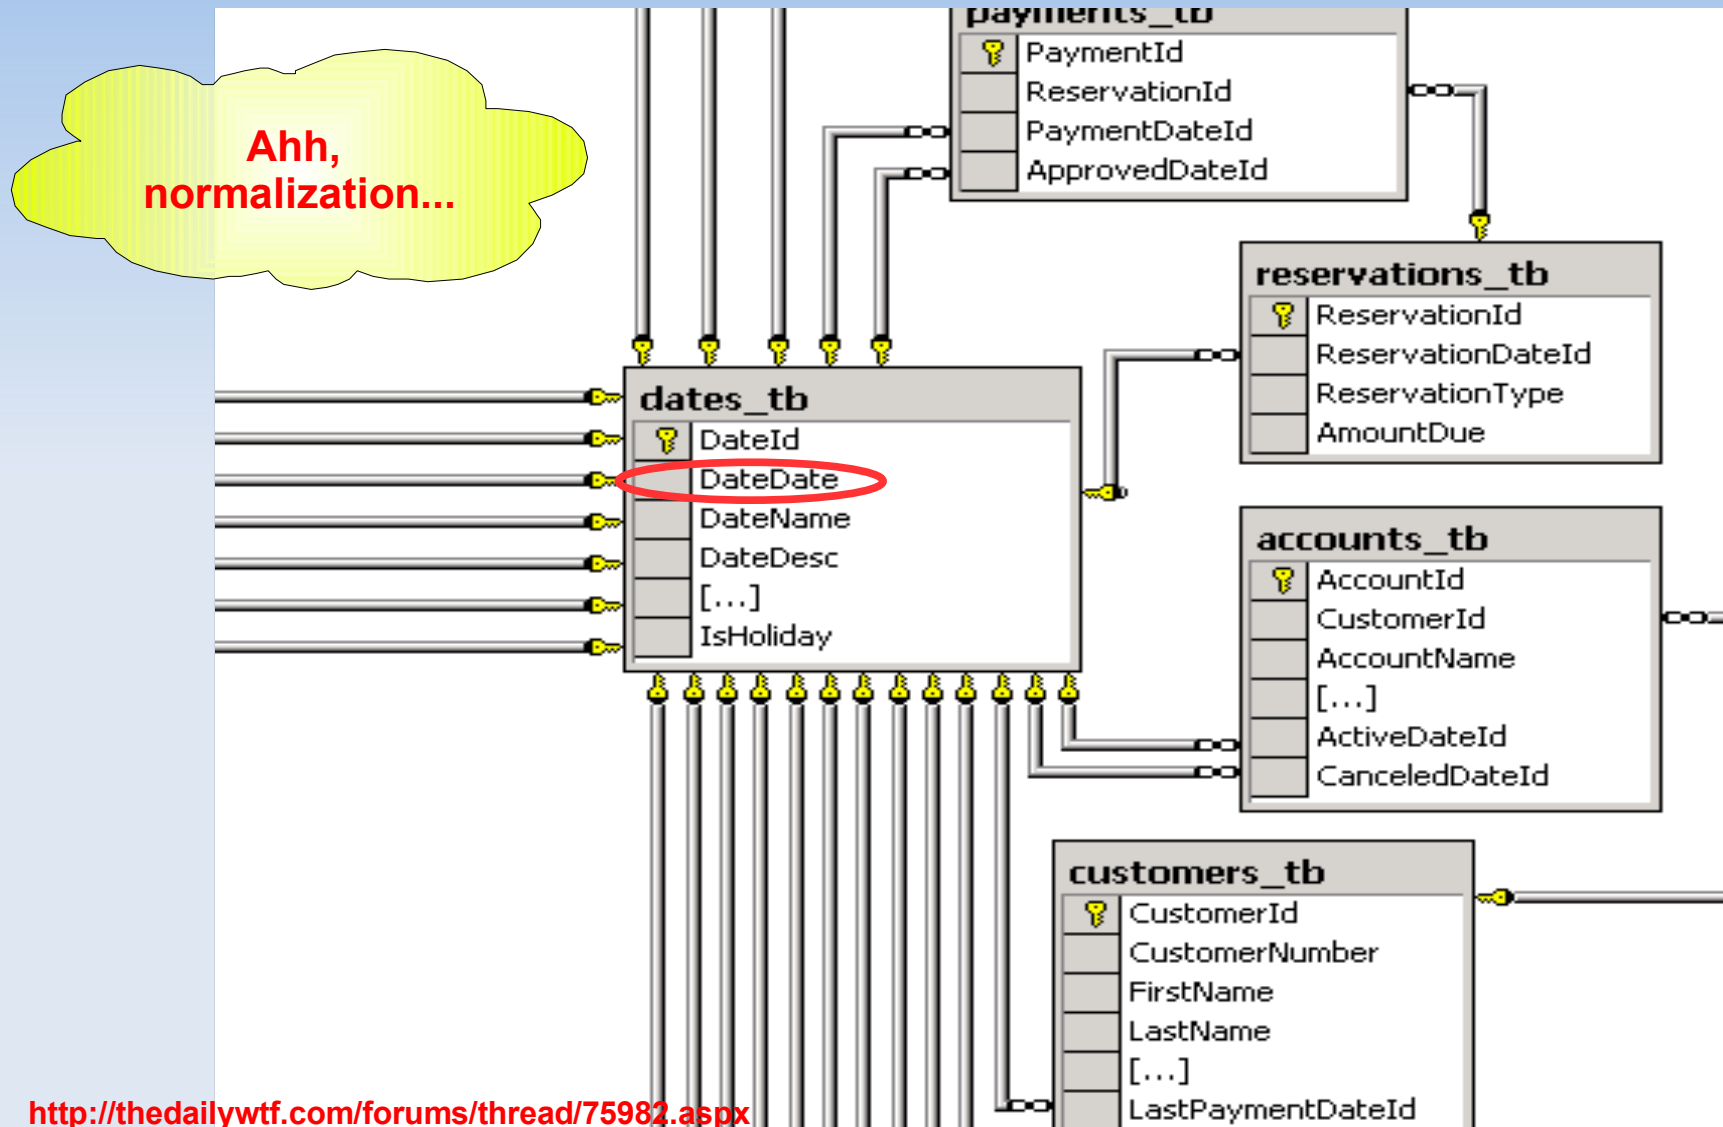 Ahh,
normalization...
payments_tb
PaymentId
ReservationId
PaymentDateId
ApprovedDateId
reservations_tb
ReservationId
ReservationDateId
ReservationType
AmountDue
dates_tb
DateId
DateDate
DateName
DateDesc
[...]
IsHoliday
accounts_tb
AccountId
CustomerId
AccountName
[...]
ActiveDateId
CanceledDateId
customers_tb
CustomerId
CustomerNumber
FirstName
LastName
[...]
LastPaymentDateId
http://thedailywtf.com/forums/thread/75982.aspx